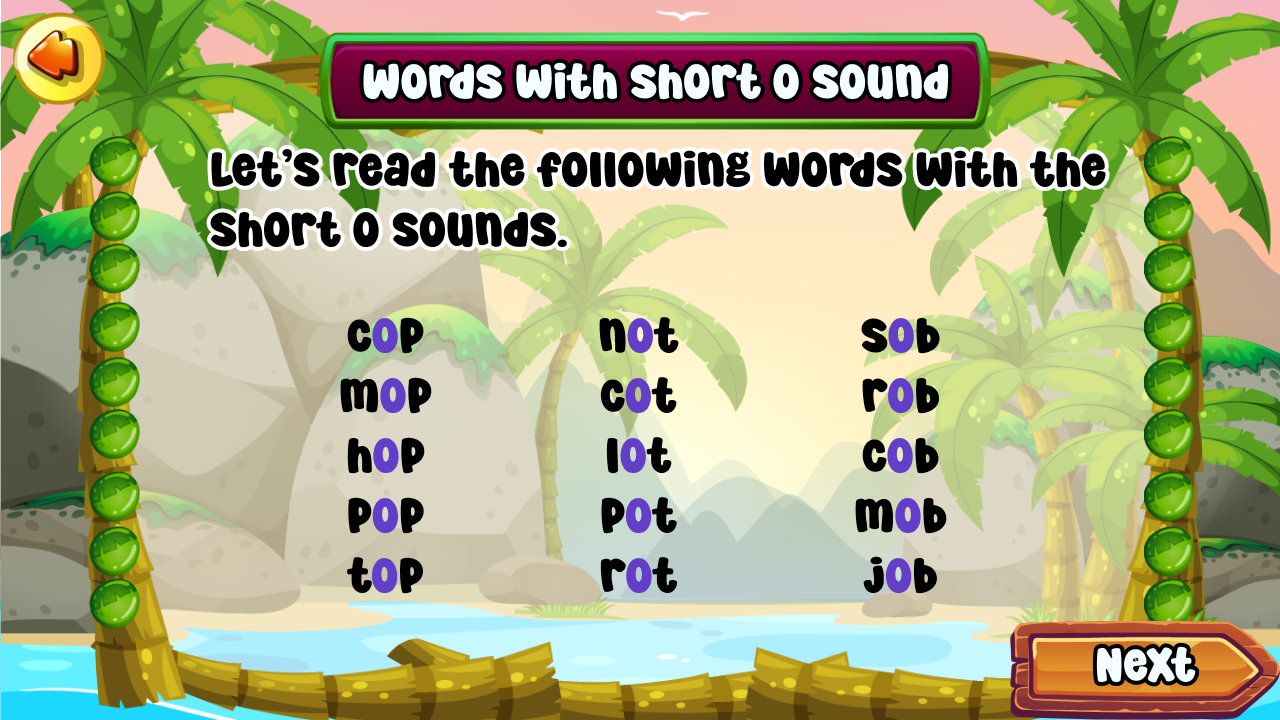 Words With Short O Sound
Let's read the following words with the
short o sounds.
cop not sob
mop cot rob
hop lot cob
pop pot mob
top rot job
Next